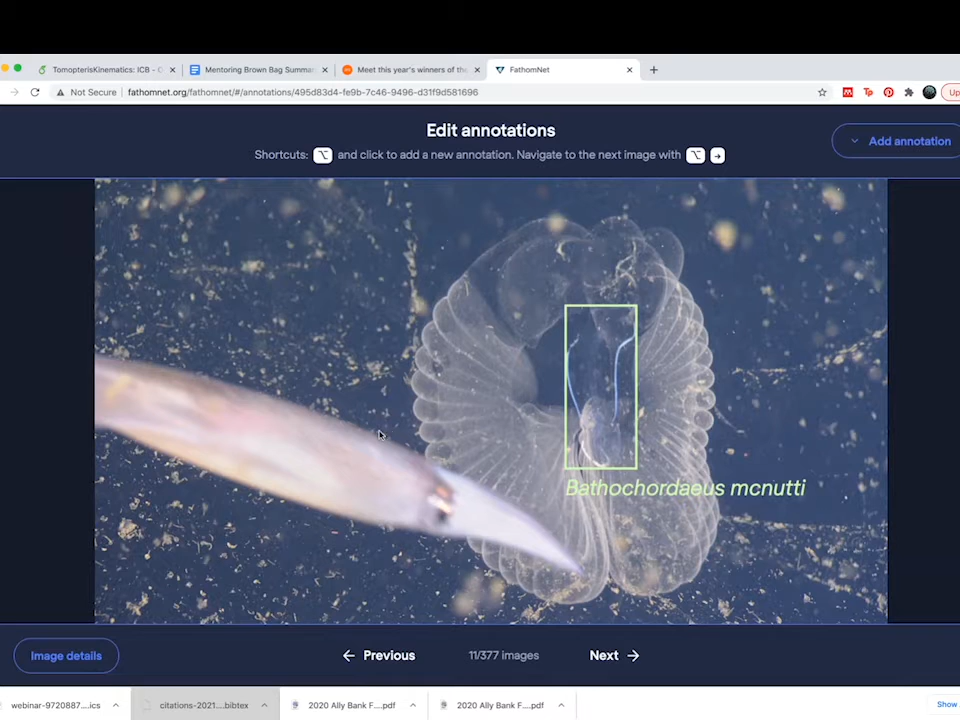 TomopterisKinematics: ICB - O
Mentoring Brown Bag Summar
Meet this year's winners of the
FathomNet
Not Secure
fathomnet.org/fathomnet/#/annotations/495d83d4-fe9b-7c46-9496-d31f9d581696
Up
Edit annotations
Shortcuts: ⌥ and click to add a new annotation. Navigate to the next image with ⌥ →
Add annotation
Bathochordaeus mcnutti
Image details
← Previous
11/377 images
Next →
webinar-9720887....ics
citations-2021....bibtex
2020 Ally Bank F....pdf
2020 Ally Bank F....pdf
Show